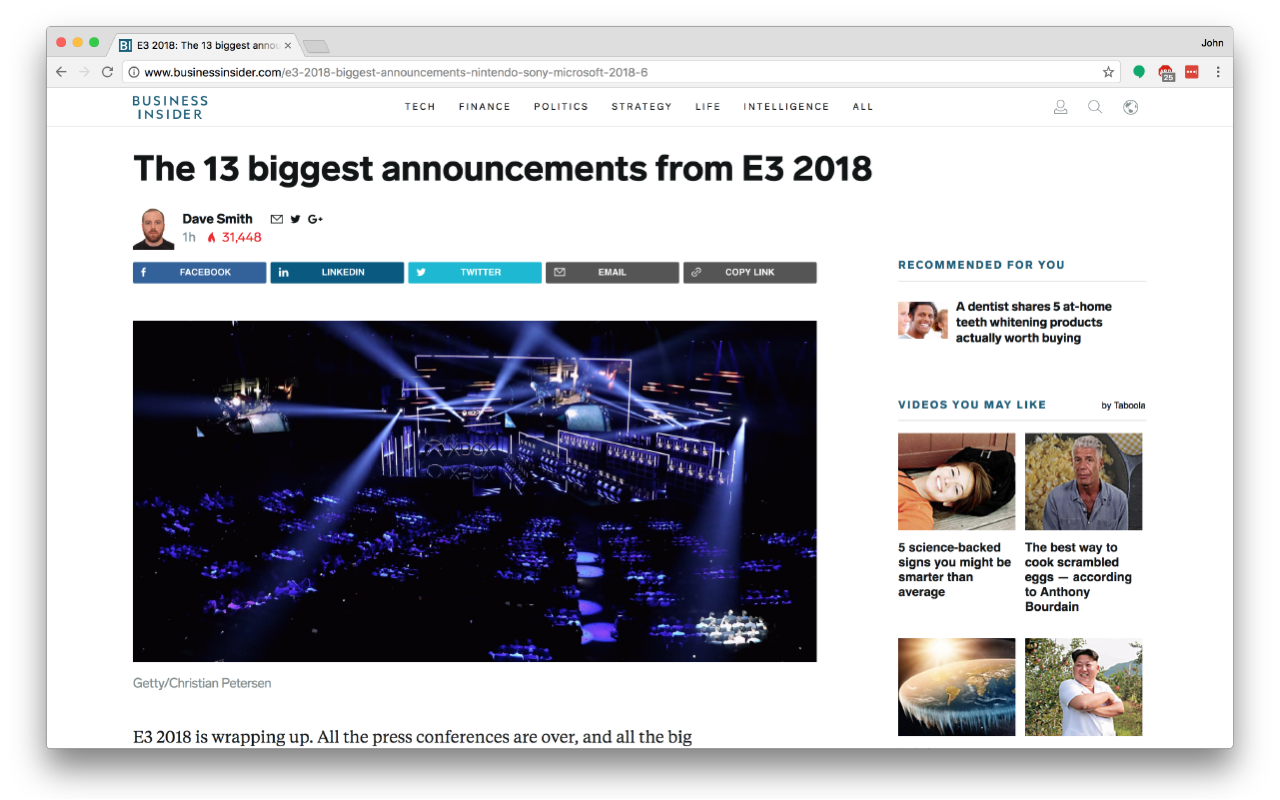 E3 2018: The 13 biggest annou
John
www.businessinsider.com/e3-2018-biggest-announcements-nintendo-sony-microsoft-2018-6
25
BUSINESS
INSIDER
TECH FINANCE POLITICS STRATEGY LIFE INTELLIGENCE ALL
The 13 biggest announcements from E3 2018
Dave Smith
1h 31,448
FACEBOOK LINKEDIN TWITTER EMAIL COPY LINK
XBOX
XBOX
Getty/Christian Petersen
E3 2018 is wrapping up. All the press conferences are over, and all the big
RECOMMENDED FOR YOU
A dentist shares 5 at-home
teeth whitening products
actually worth buying
VIDEOS YOU MAY LIKE by Taboola
5 science-backed
signs you might be
smarter than
average
The best way to
cook scrambled
eggs — according
to Anthony
Bourdain